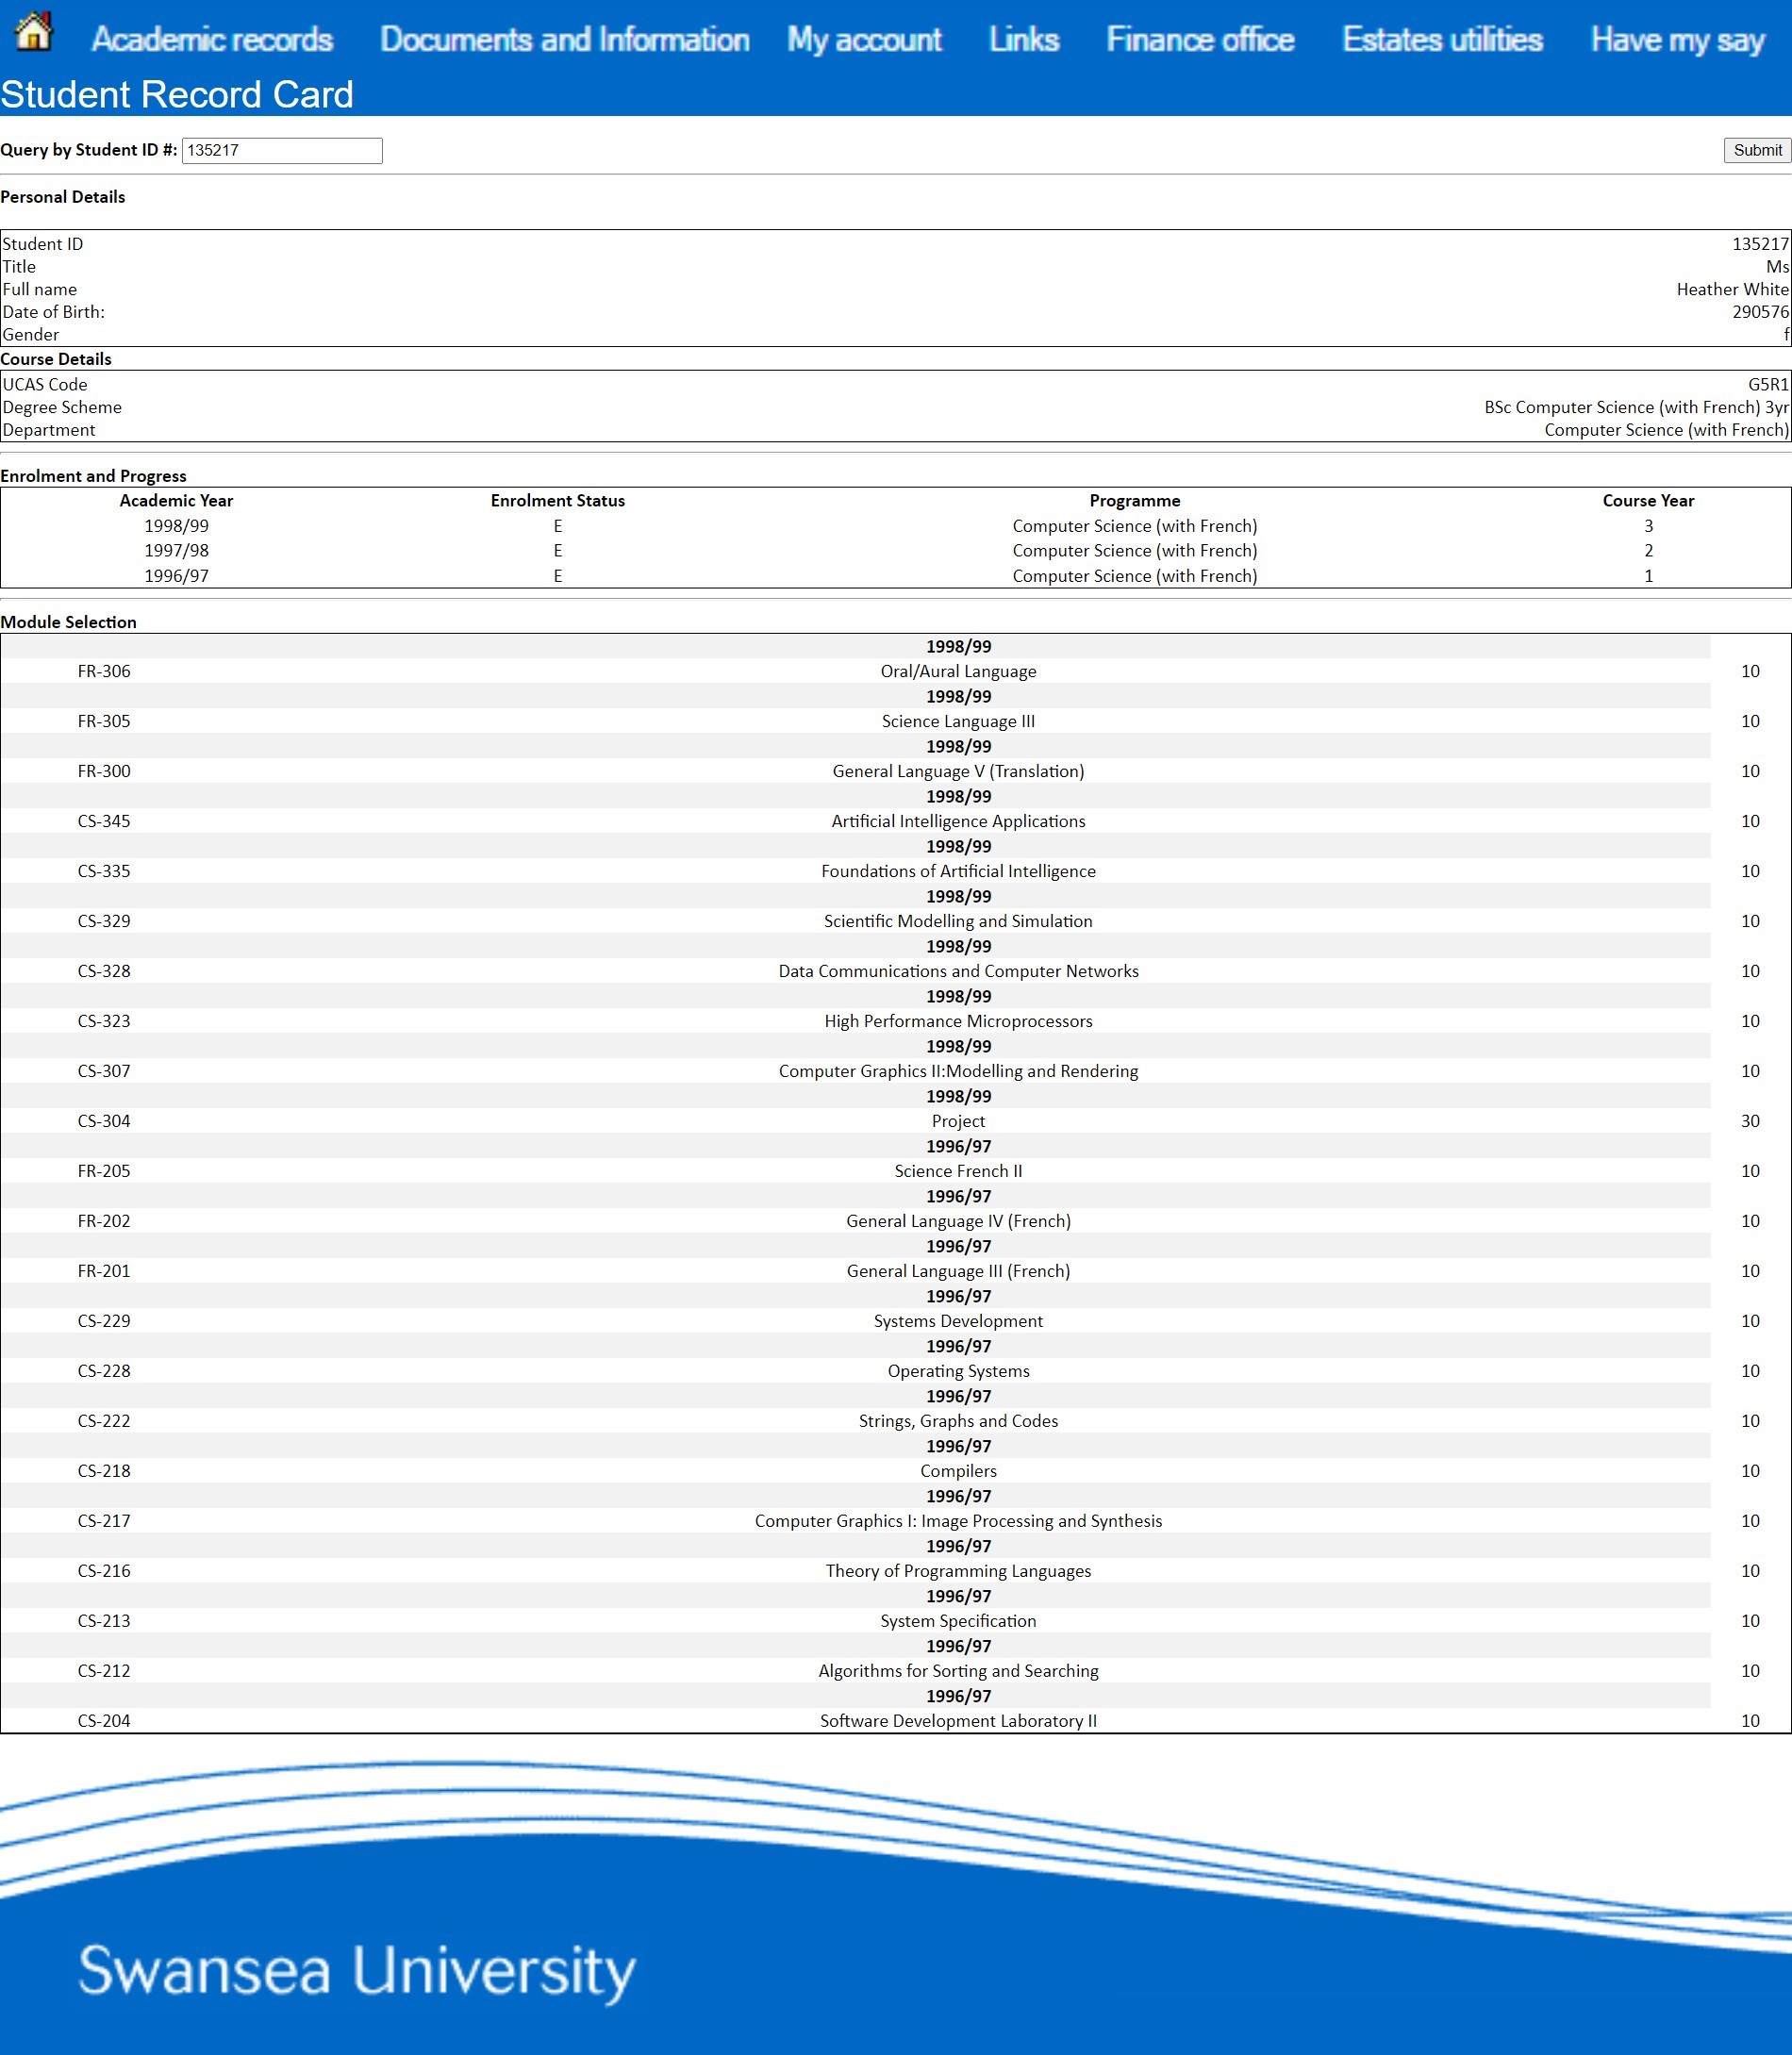 Academic records Documents and Information My account Links Finance office Estates utilities Have my say
Student Record Card
Query by Student ID #: 135217 Submit
Personal Details
Student ID 135217
Title Ms
Full name Heather White
Date of Birth: 290576
Gender f
Course Details
UCAS Code G5R1
Degree Scheme BSc Computer Science (with French) 3yr
Department Computer Science (with French)
Enrolment and Progress
Academic Year Enrolment Status Programme Course Year
1998/99 E Computer Science (with French) 3
1997/98 E Computer Science (with French) 2
1996/97 E Computer Science (with French) 1
Module Selection
1998/99
FR-306 Oral/Aural Language 10
1998/99
FR-305 Science Language III 10
1998/99
FR-300 General Language V (Translation) 10
1998/99
CS-345 Artificial Intelligence Applications 10
1998/99
CS-335 Foundations of Artificial Intelligence 10
1998/99
CS-329 Scientific Modelling and Simulation 10
1998/99
CS-328 Data Communications and Computer Networks 10
1998/99
CS-323 High Performance Microprocessors 10
1998/99
CS-307 Computer Graphics II:Modelling and Rendering 10
1998/99
CS-304 Project 30
1996/97
FR-205 Science French II 10
1996/97
FR-202 General Language IV (French) 10
1996/97
FR-201 General Language III (French) 10
1996/97
CS-229 Systems Development 10
1996/97
CS-228 Operating Systems 10
1996/97
CS-222 Strings, Graphs and Codes 10
1996/97
CS-218 Compilers 10
1996/97
CS-217 Computer Graphics I: Image Processing and Synthesis 10
1996/97
CS-216 Theory of Programming Languages 10
1996/97
CS-213 System Specification 10
1996/97
CS-212 Algorithms for Sorting and Searching 10
1996/97
CS-204 Software Development Laboratory II 10
Swansea University